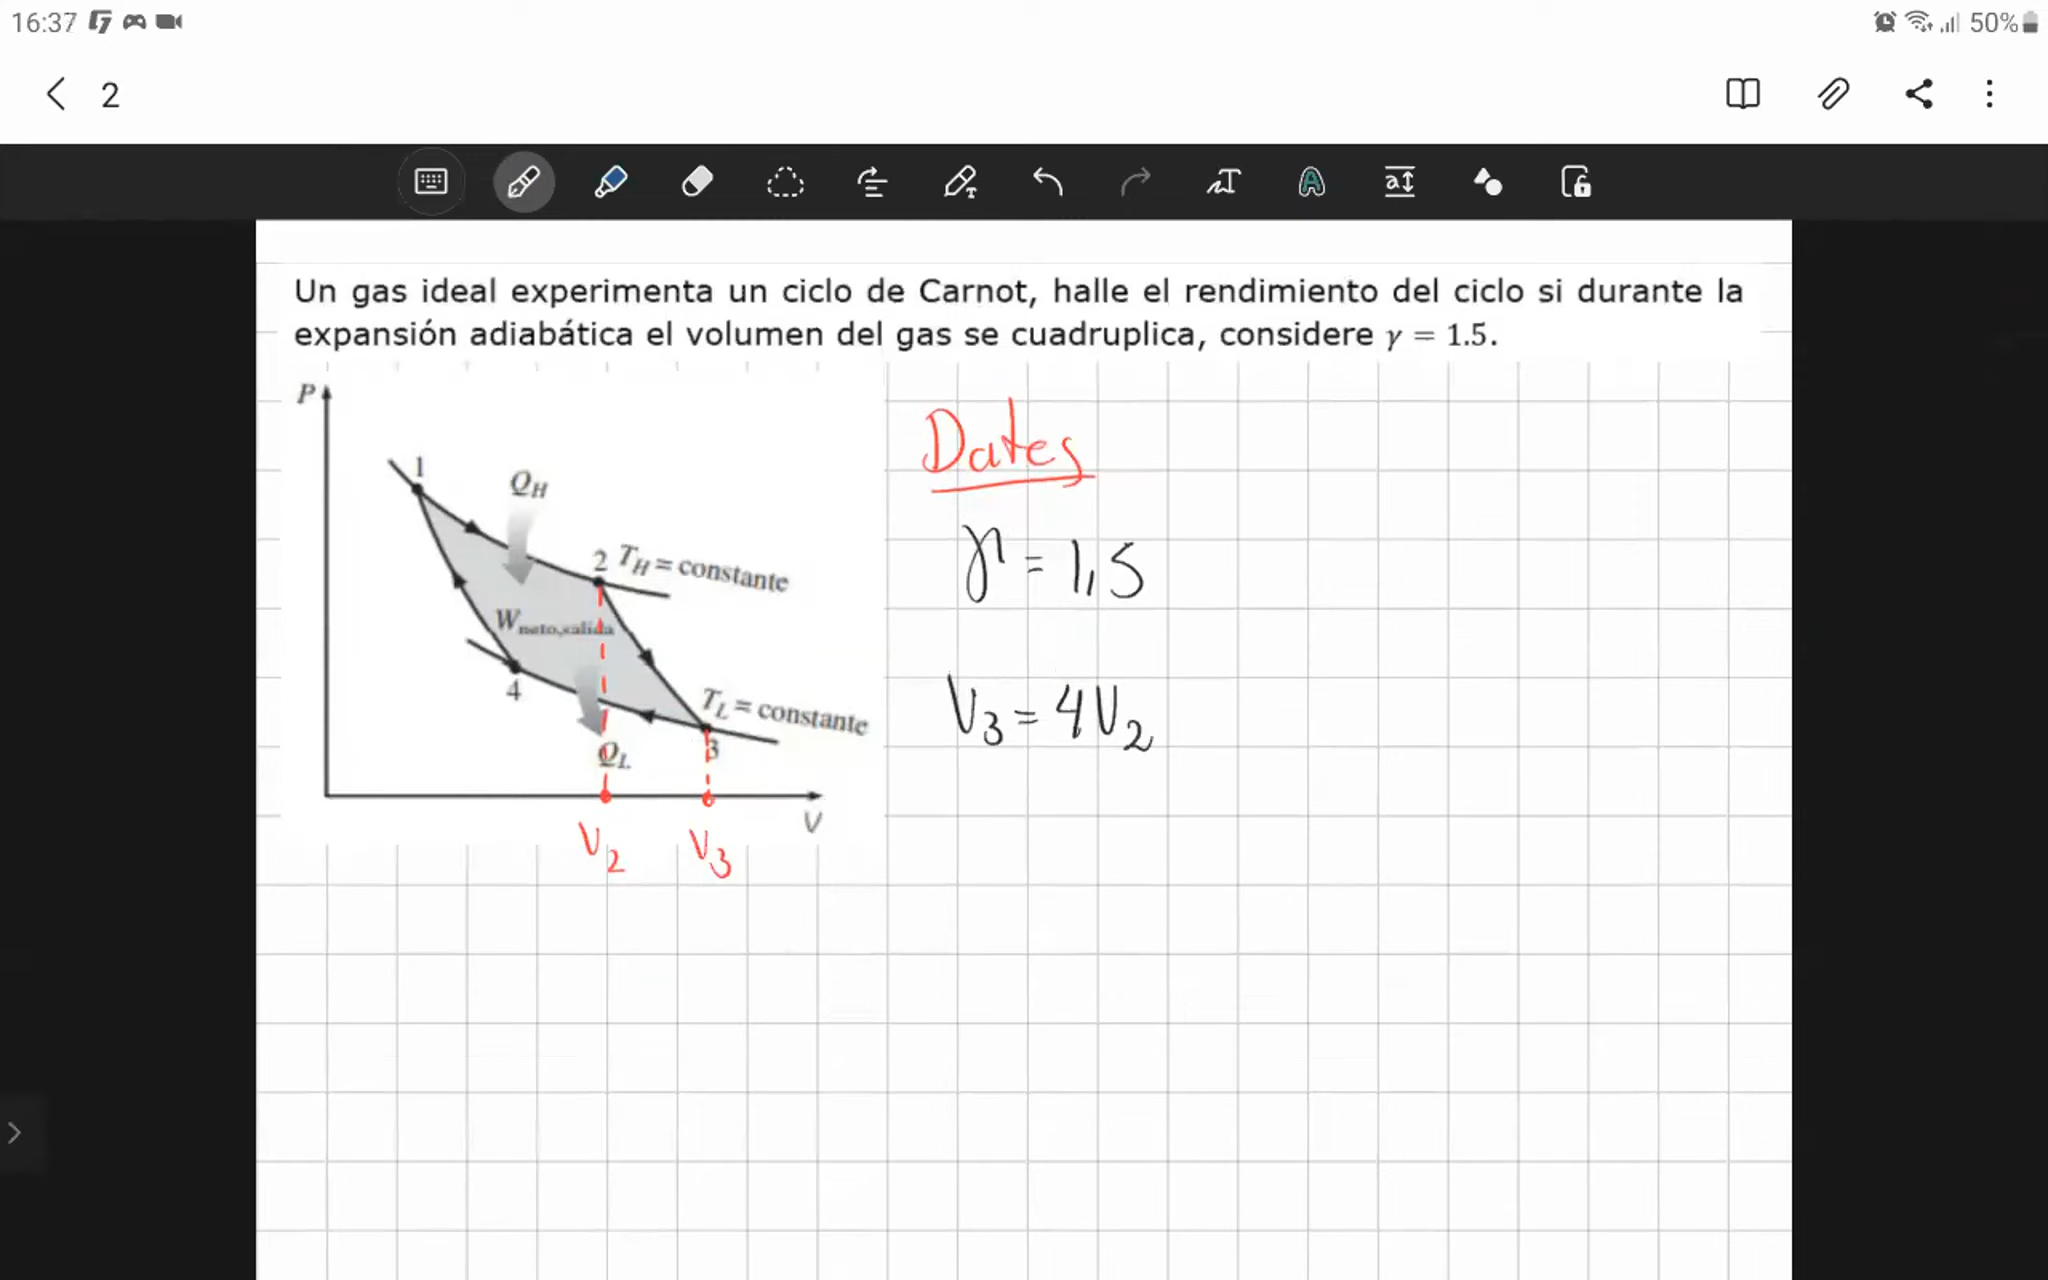 16:37
50%
2
Un gas ideal experimenta un ciclo de Carnot, halle el rendimiento del ciclo si durante la
expansión adiabática el volumen del gas se cuadruplica, considere γ = 1.5.
P
1
Q_H
2 T_H = constante
W_neto,salida
4
T_L = constante
3
Q_L
V
V_2 V_3
Dates
γ = 1,5
V_3 = 4V_2